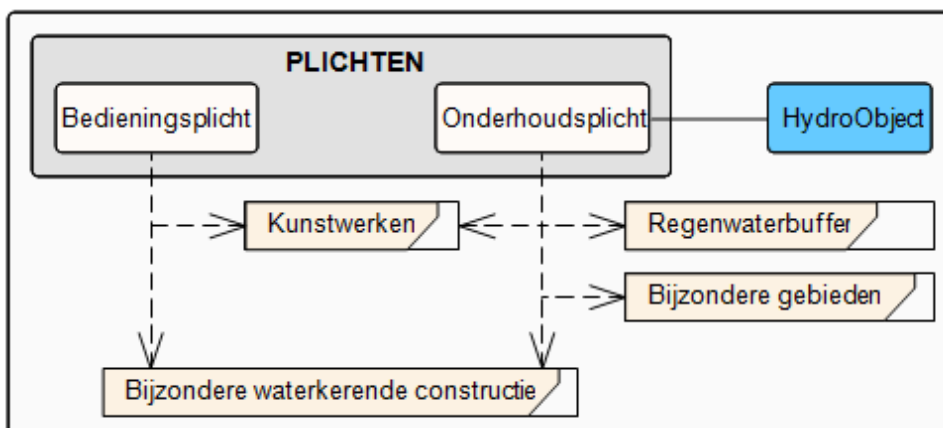 PLICHTEN
Bedieningsplicht
Onderhoudsplicht
HydroObject
Kunstwerken
Regenwaterbuffer
Bijzondere gebieden
Bijzondere waterkerende constructie